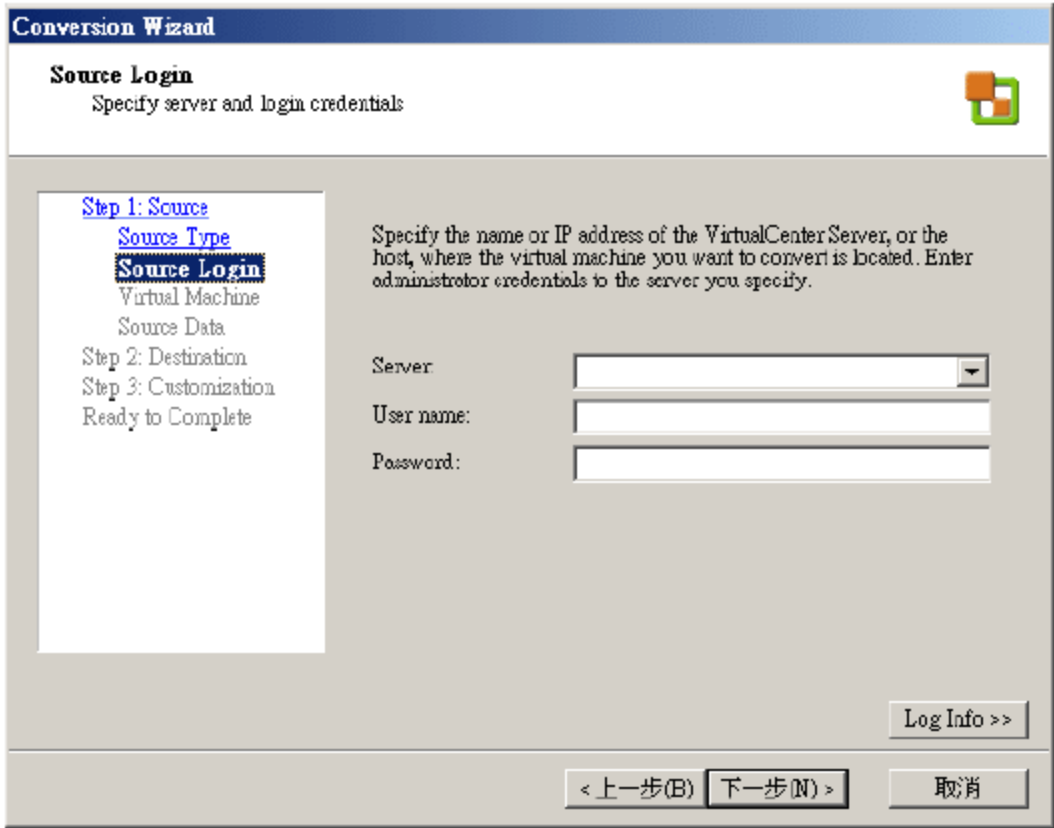 Conversion Wizard
Source Login
Specify server and login credentials
Step 1: Source
Source Type
Source Login
Virtual Machine
Source Data
Step 2: Destination
Step 3: Customization
Ready to Complete
Specify the name or IP address of the VirtualCenter Server, or the
host, where the virtual machine you want to convert is located. Enter
administrator credentials to the server you specify.
Server:
User name:
Password:
Log Info >>
< 上一步(B)
下一步(N) >
取消